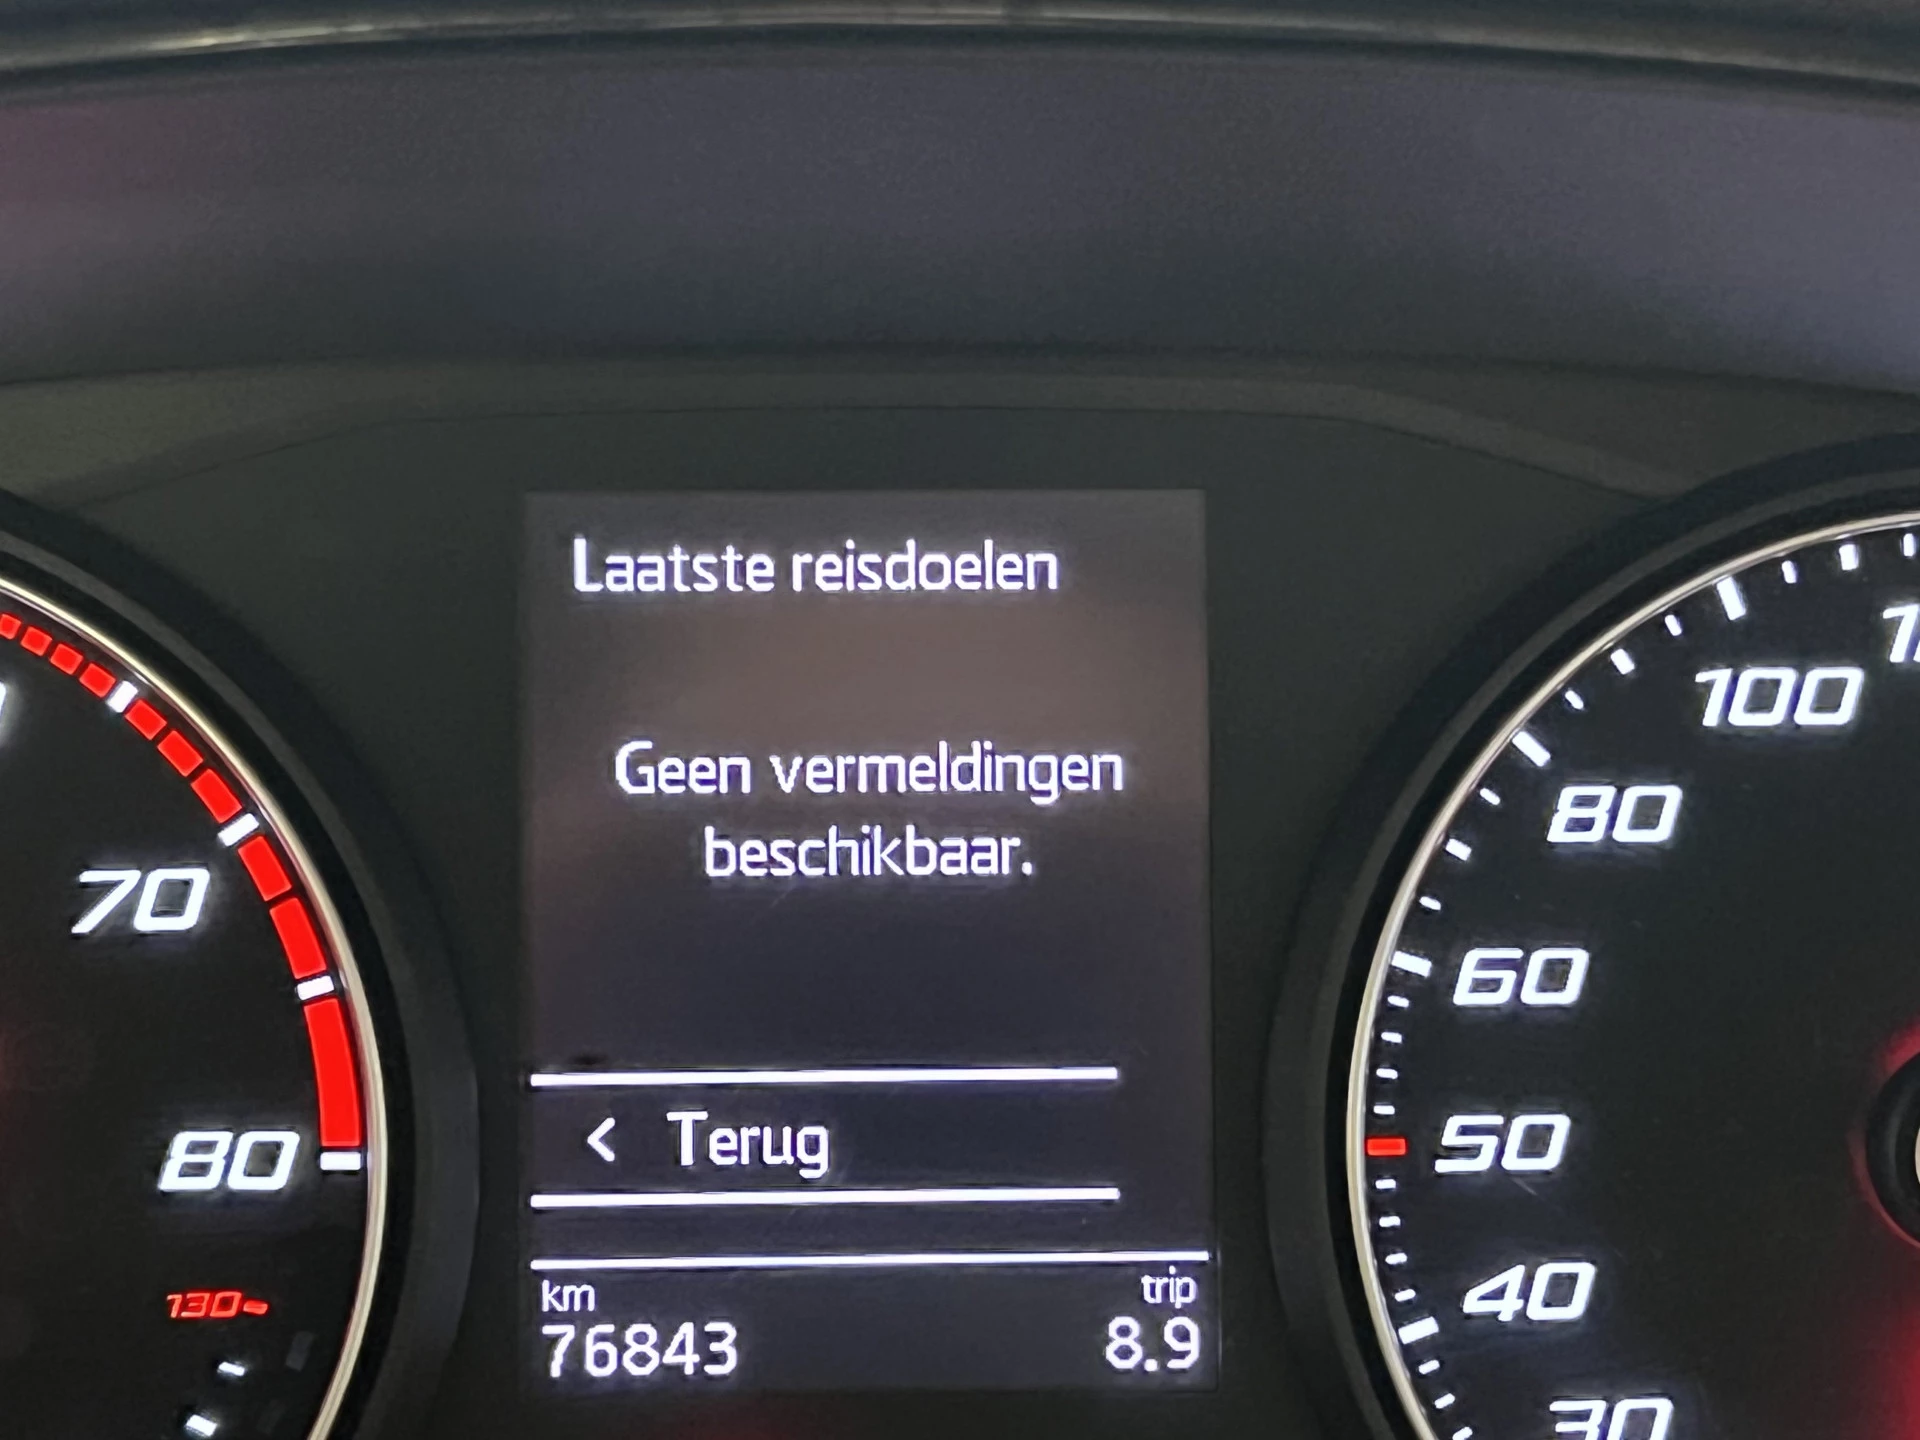 Laatste reisdoelen
Geen vermeldingen
beschikbaar.
< Terug
km trip
76843 8.9
70
80
130
100
80
60
50
40
30